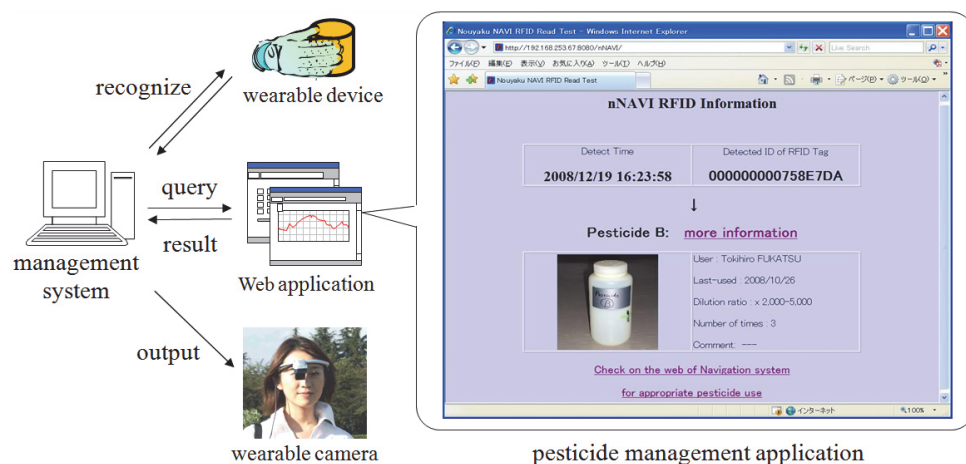 recognize
wearable device
query
result
management
system
Web application
output
wearable camera
Nouyaku NAVI RFID Read Test - Windows Internet Explorer
http://192.168.253.67:8080/nNAVI/
Live Search
ファイル(F) 編集(E) 表示(V) お気に入り(A) ツール(T) ヘルプ(H)
Nouyaku NAVI RFID Read Test
ページ(P) ツール(O)
nNAVI RFID Information
Detect Time
Detected ID of RFID Tag
2008/12/19 16:23:58
000000000758E7DA
↓
Pesticide B: more information
User : Tokihiro FUKATSU
Last-used : 2008/10/26
Dilution ratio : x 2,000-5,000
Number of times : 3
Comment: ---
Check on the web of Navigation system
for appropriate pesticide use
インターネット
100%
pesticide management application